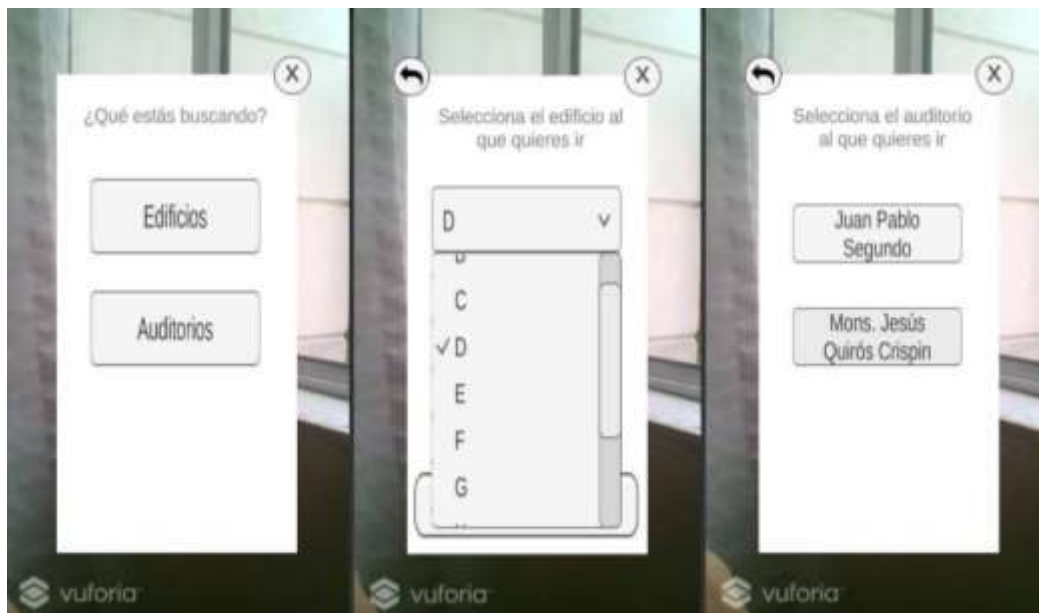 X
¿Qué estás buscando?
Edificios
Auditorios
vuforia
X
Selecciona el edificio al
que quieres ir
D
C
✓ D
E
F
G
vuforia
X
Selecciona el auditorio
al que quieres ir
Juan Pablo
Segundo
Mons. Jesús
Quirós Crispin
vuforia